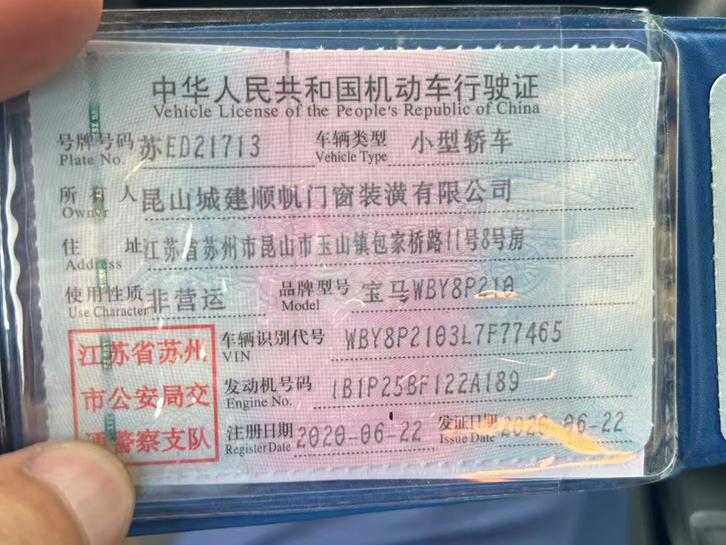 中华人民共和国机动车行驶证
Vehicle License of the People's Republic of China
号牌号码 苏ED21713 车辆类型 小型轿车
Plate No. Vehicle Type
所有人 昆山城建顺帆门窗装潢有限公司
Owner
住址 江苏省苏州市昆山市玉山镇包家桥路11号8号房
Address
使用性质 非营运 品牌型号 宝马WBY8P210
Use Character Model
江苏省苏州 车辆识别代号 WBY8P2103L7F77465
VIN
市公安局交 发动机号码 1B1P25BF122A189
Engine No.
警察支队 注册日期 2020-06-22 发证日期 2020-06-22
Register Date Issue Date